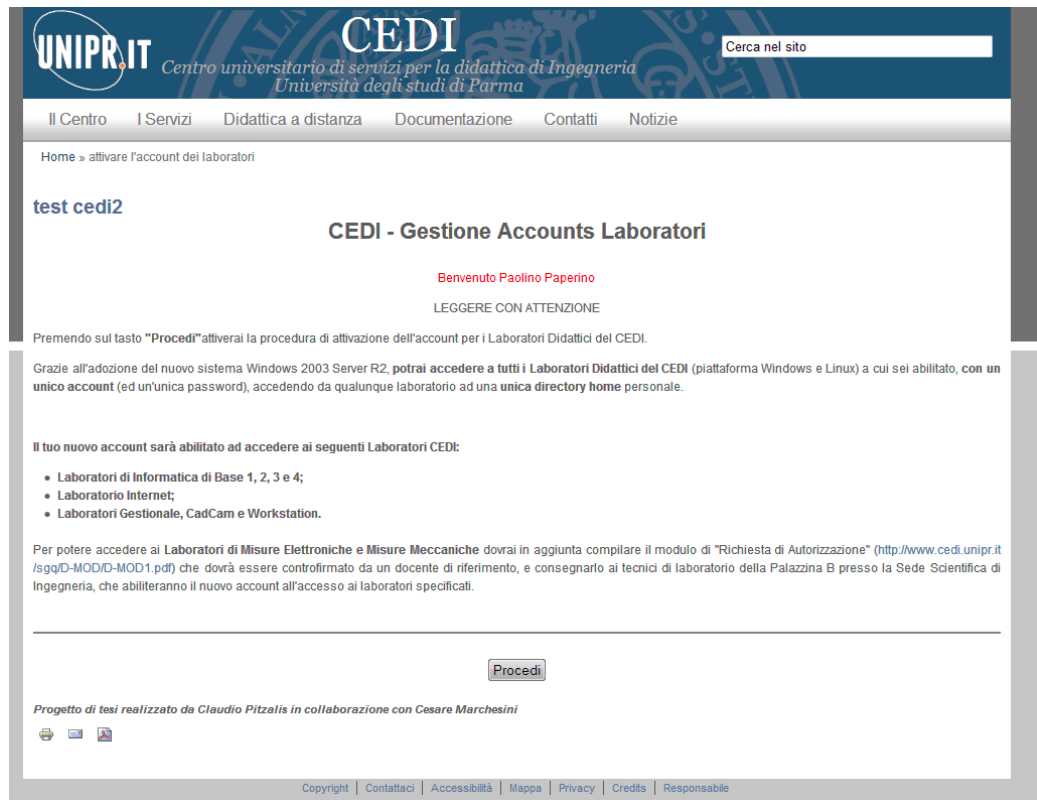 UNIPR.IT
CEDI
Centro universitario di servizi per la didattica di Ingegneria
Università degli studi di Parma
Cerca nel sito
Il Centro I Servizi Didattica a distanza Documentazione Contatti Notizie
Home » attivare l'account dei laboratori
test cedi2
CEDI - Gestione Accounts Laboratori
Benvenuto Paolino Paperino
LEGGERE CON ATTENZIONE
Premendo sul tasto "Procedi"attiverai la procedura di attivazione dell'account per i Laboratori Didattici del CEDI.
Grazie all'adozione del nuovo sistema Windows 2003 Server R2, potrai accedere a tutti i Laboratori Didattici del CEDI (piattaforma Windows e Linux) a cui sei abilitato, con un
unico account (ed un'unica password), accedendo da qualunque laboratorio ad una unica directory home personale.
Il tuo nuovo account sarà abilitato ad accedere ai seguenti Laboratori CEDI:
• Laboratori di Informatica di Base 1, 2, 3 e 4;
• Laboratorio Internet;
• Laboratori Gestionale, CadCam e Workstation.
Per potere accedere ai Laboratori di Misure Elettroniche e Misure Meccaniche dovrai in aggiunta compilare il modulo di "Richiesta di Autorizzazione" (http://www.cedi.unipr.it
/sgq/D-MOD/D-MOD1.pdf) che dovrà essere controfirmato da un docente di riferimento, e consegnarlo ai tecnici di laboratorio della Palazzina B presso la Sede Scientifica di
Ingegneria, che abiliteranno il nuovo account all'accesso ai laboratori specificati.
Procedi
Progetto di tesi realizzato da Claudio Pitzalis in collaborazione con Cesare Marchesini
Copyright | Contattaci | Accessibilità | Mappa | Privacy | Credits | Responsabile